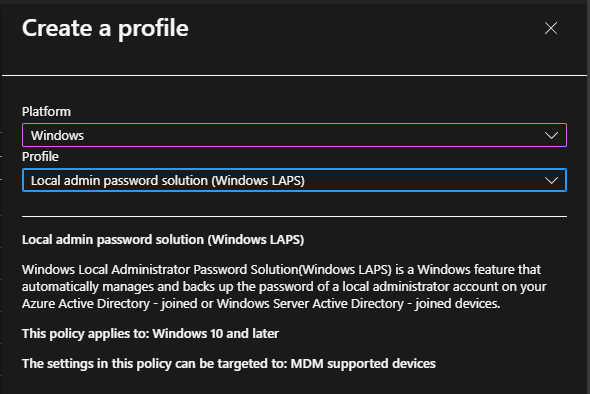 Create a profile
Platform
Windows
Profile
Local admin password solution (Windows LAPS)
Local admin password solution (Windows LAPS)
Windows Local Administrator Password Solution(Windows LAPS) is a Windows feature that
automatically manages and backs up the password of a local administrator account on your
Azure Active Directory - joined or Windows Server Active Directory - joined devices.
This policy applies to: Windows 10 and later
The settings in this policy can be targeted to: MDM supported devices